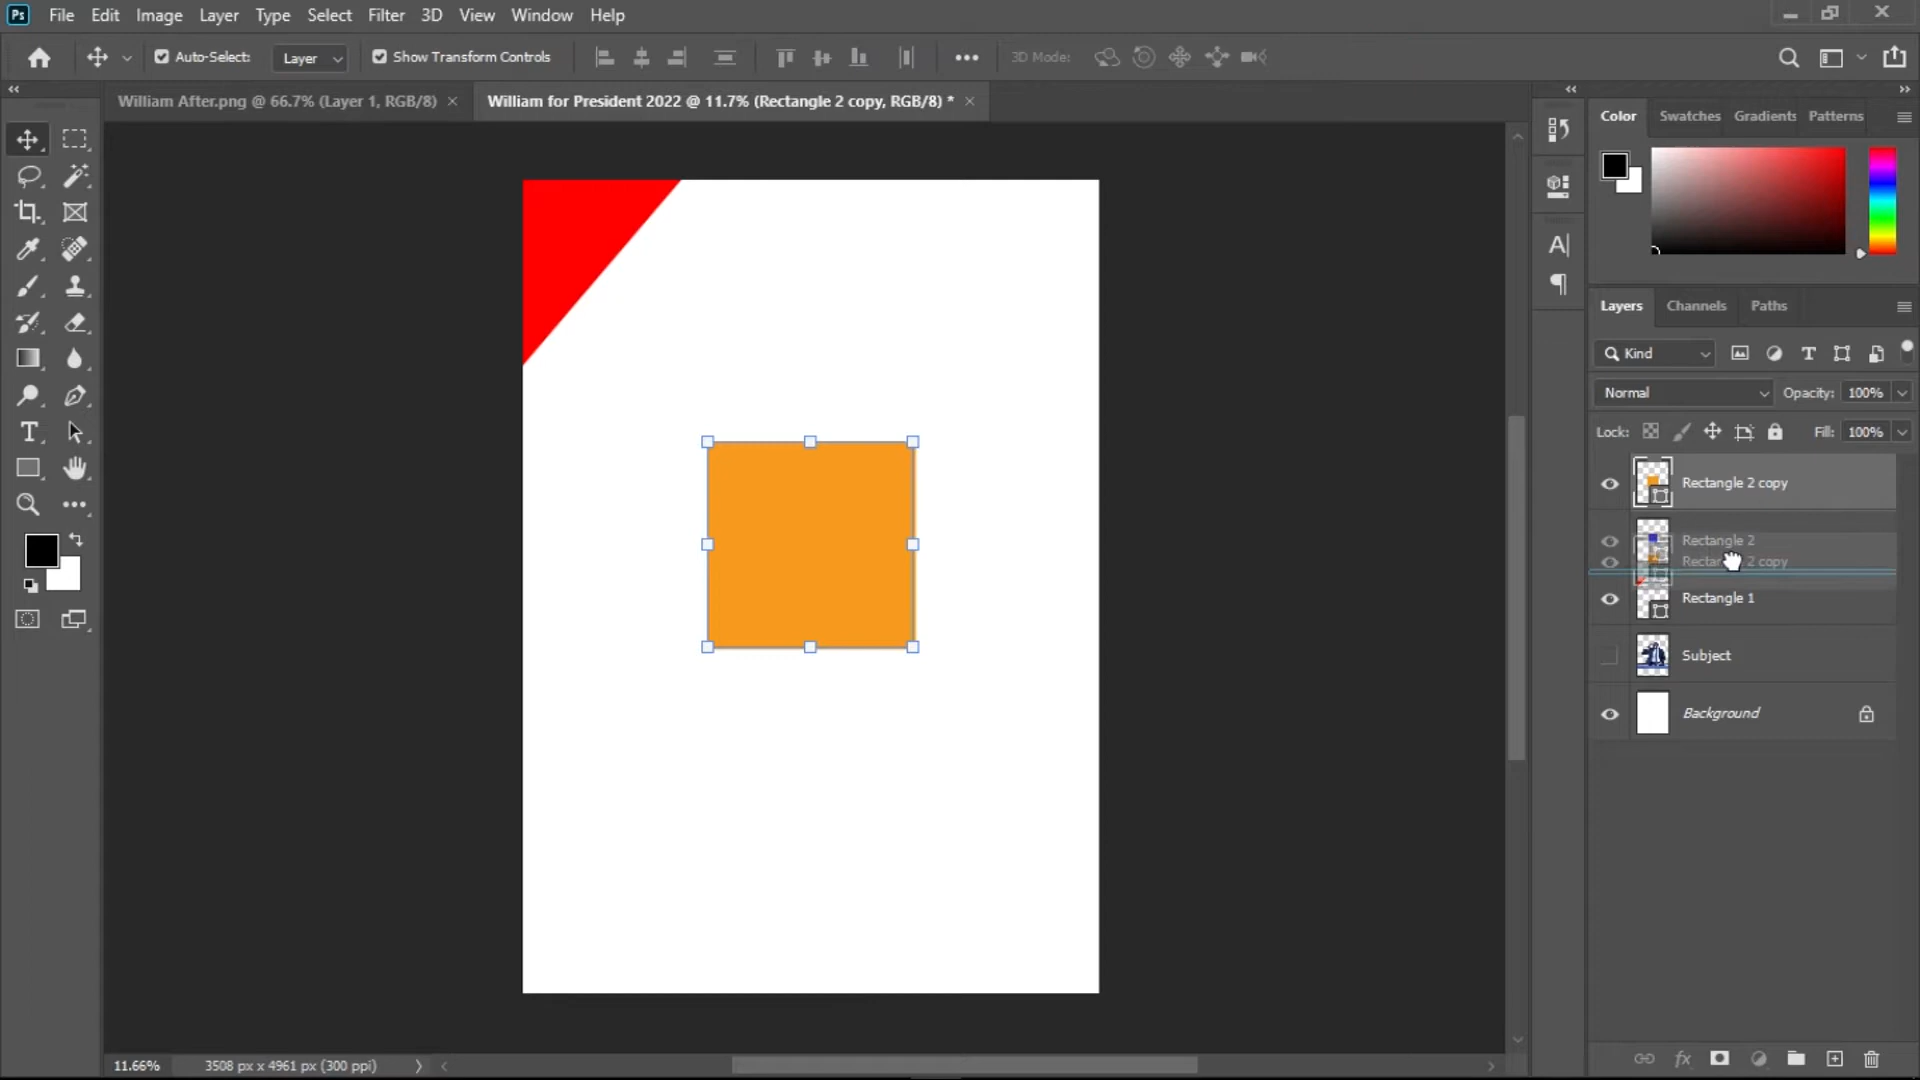 Ps File Edit Image Layer Type Select Filter 3D View Window Help
Auto-Select: Layer Show Transform Controls 3D Mode:
William After.png @ 66.7% (Layer 1, RGB/8) William for President 2022 @ 11.7% (Rectangle 2 copy, RGB/8) *
Color Swatches Gradients Patterns
Layers Channels Paths
Kind
Normal Opacity: 100%
Lock: Fill: 100%
Rectangle 2 copy
Rectangle 2
Rectangle 1
Subject
Background
11.66% 3508 px x 4961 px (300 ppi)